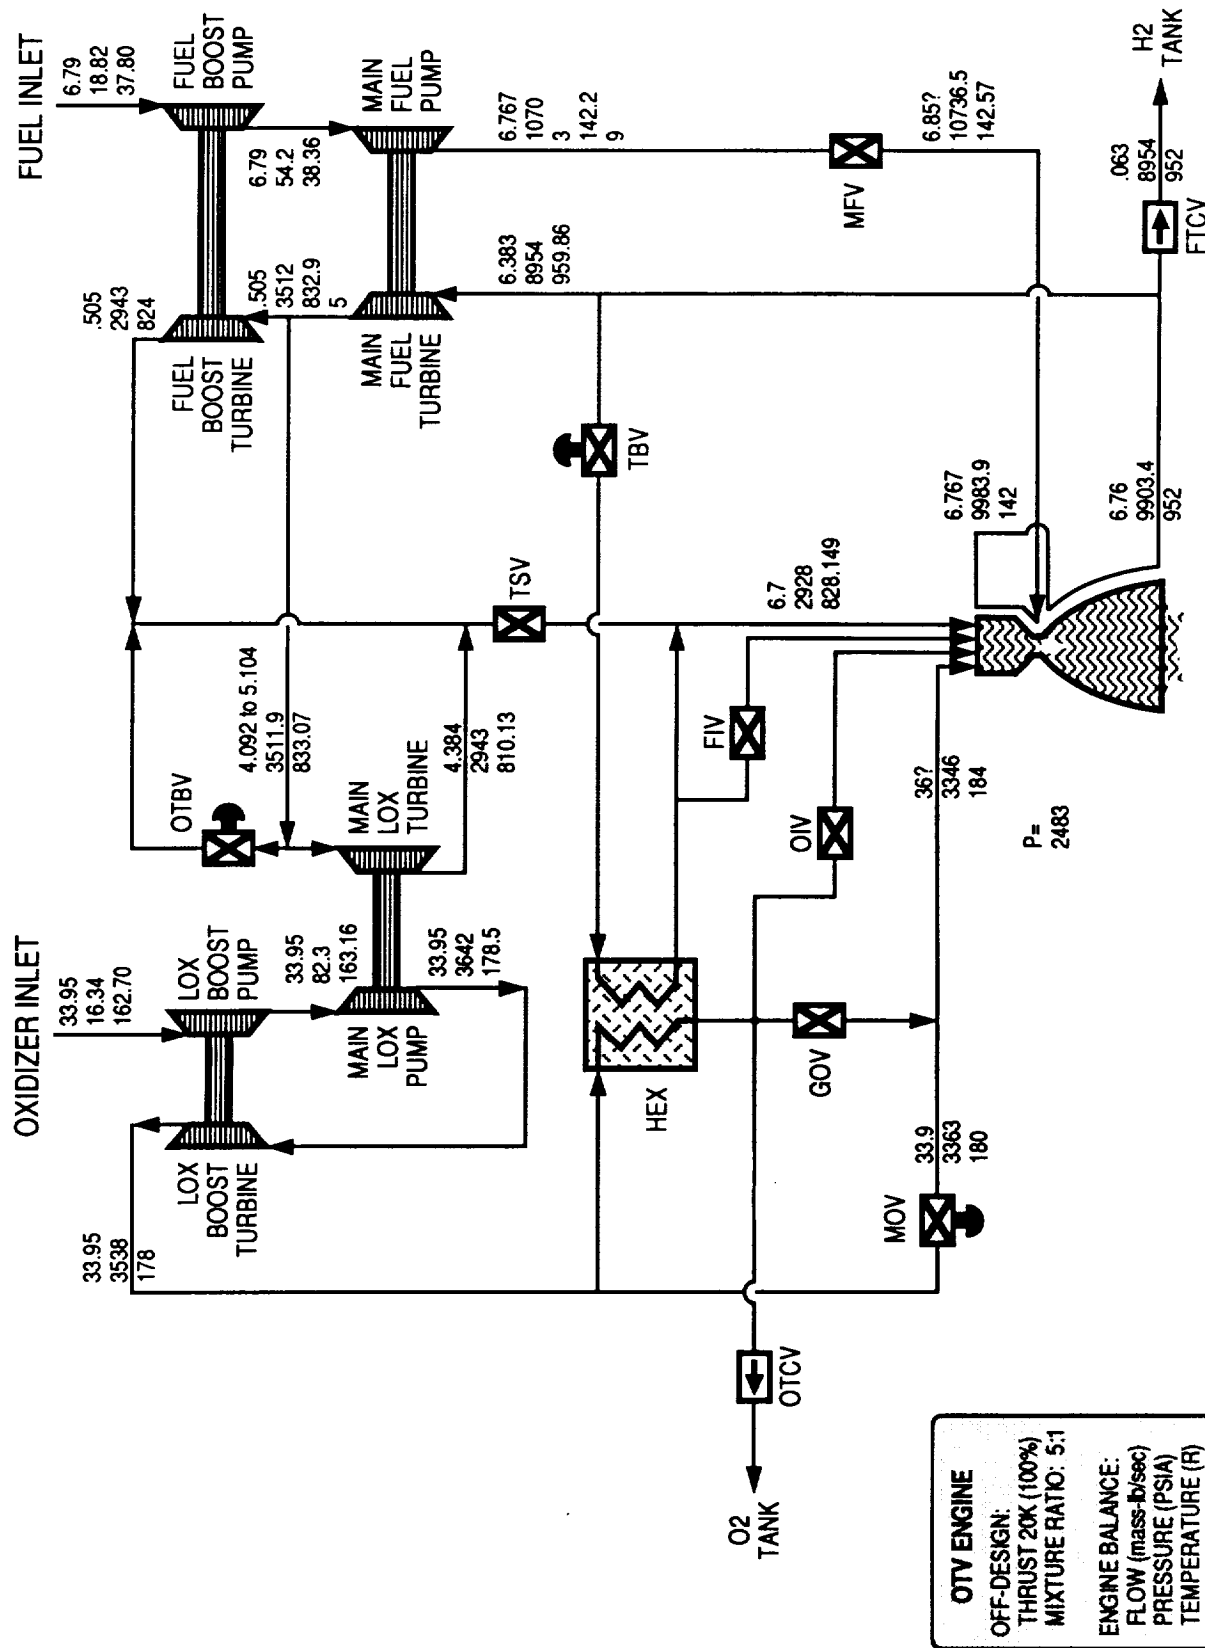 OXIDIZER INLET
33.95
16.34
162.70
LOX
BOOST
PUMP
LOX
BOOST
TURBINE
33.95
3538
178
33.95
82.3
163.16
MAIN
LOX
PUMP
33.95
3642
178.5
MAIN
LOX
TURBINE
OTBV
4.092 to 5.104
3511.9
833.07
4.384
2943
810.13
FUEL INLET
6.79
18.82
37.80
FUEL
BOOST
PUMP
FUEL
BOOST
TURBINE
.505
2943
824
6.79
54.2
38.36
.505
3512
832.9
5
MAIN
FUEL
PUMP
MAIN
FUEL
TURBINE
6.767
1070
3
142.2
9
6.383
8954
959.86
TSV
TBV
MFV
6.85?
10736.5
142.57
HEX
GOV
OIV
FIV
6.7
2928
828.149
6.767
9983.9
142
6.76
9903.4
952
.063
8954
952
FTCV
H2
TANK
MOV
33.9
3363
180
36?
3346
184
P=
2483
OTCV
O2
TANK
OTV ENGINE
OFF-DESIGN:
THRUST 20K (100%)
MIXTURE RATIO: 5:1
ENGINE BALANCE:
FLOW (mass-lb/sec)
PRESSURE (PSIA)
TEMPERATURE (R)